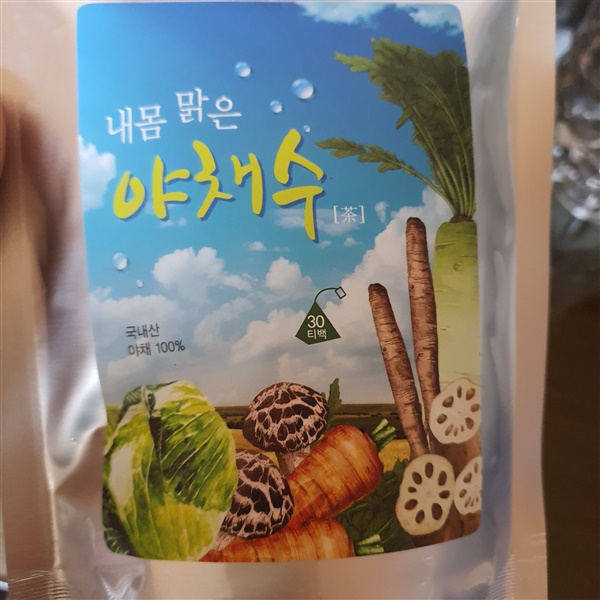 내몸 맑은
야채수
[茶]
30
티백
국내산
야채 100%